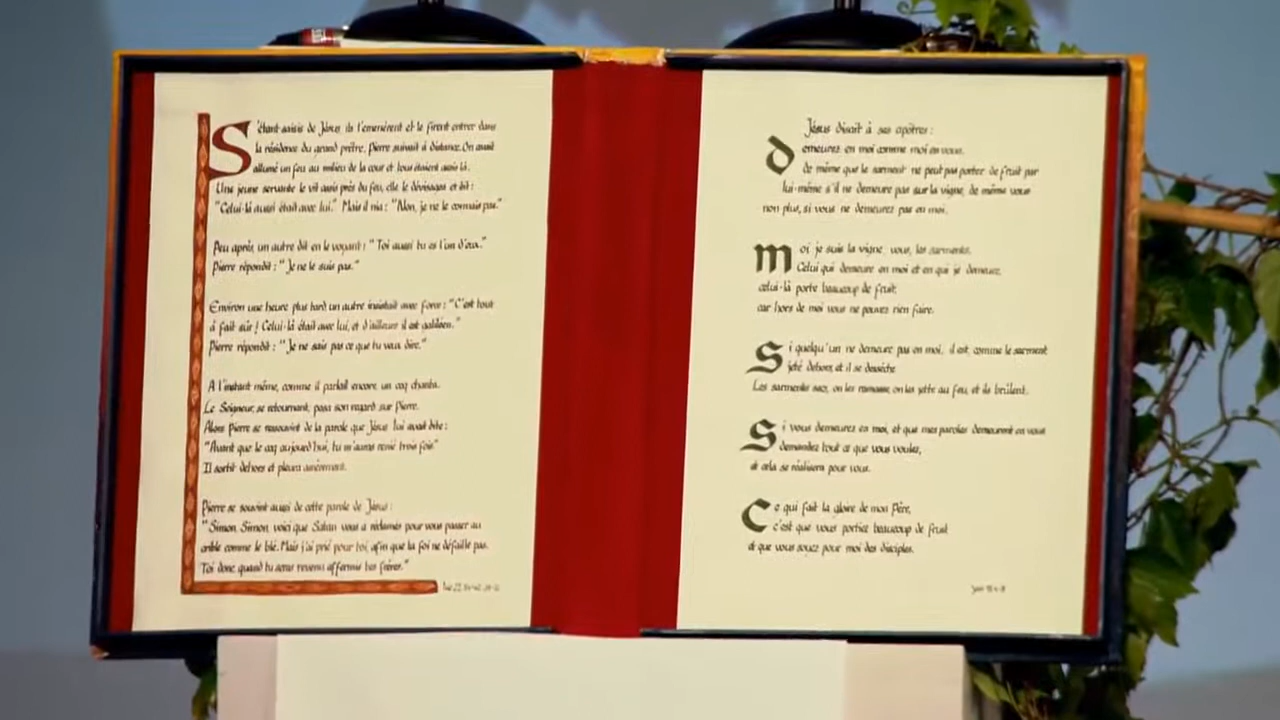 S'étant saisis de Jésus ils l'emmenèrent et le firent entrer dans
la résidence du grand prêtre. Pierre suivait à distance. On avait
allumé un feu au milieu de la cour et tous étaient assis là.
Une jeune servante le vit assis près du feu, elle le dévisagea et dit :
"Celui-là aussi était avec lui." Mais il nia : "Non, je ne le connais pas."
Peu après, un autre dit en le voyant : "Toi aussi tu es l'un d'eux."
Pierre répondit : "Je ne le suis pas."
Environ une heure plus tard un autre insistait avec force : "C'est tout
à fait sûr ! Celui-là était avec lui, et d'ailleurs il est galiléen."
Pierre répondit : "Je ne sais pas ce que tu veux dire."
A l'instant même, comme il parlait encore, un coq chanta.
Le Seigneur, se retournant, posa son regard sur Pierre.
Alors Pierre se ressouvint de la parole que Jésus lui avait dite :
"Avant que le coq aujourd'hui, tu m'auras renié trois fois"
Il sortit dehors et pleura amèrement.
Pierre se souvint aussi de cette parole de Jésus :
"Simon, Simon, voici que Satan vous a réclamés pour vous passer au
crible comme le blé. Mais j'ai prié pour toi, afin que ta foi ne défaille pas.
Toi donc quand tu seras revenu affermis tes frères."
Jésus disait à ses apôtres :
demeurez en moi comme moi en vous.
De même que le sarment ne peut pas porter de fruit par
lui-même s'il ne demeure pas sur la vigne, de même vous
non plus, si vous ne demeurez pas en moi.
moi je suis la vigne, vous, les sarments.
Celui qui demeure en moi et en qui je demeure,
celui-là porte beaucoup de fruit;
car hors de moi vous ne pouvez rien faire.
Si quelqu'un ne demeure pas en moi, il est, comme le sarment
jeté dehors, et il se dessèche
Les sarments secs, on les ramasse, on les jette au feu, et ils brûlent.
Si vous demeurez en moi, et que mes paroles demeurent en vous
demandez tout ce que vous voulez,
et cela se réalisera pour vous.
Ce qui fait la gloire de mon Père,
c'est que vous portiez beaucoup de fruit
et que vous soyez pour moi des disciples.